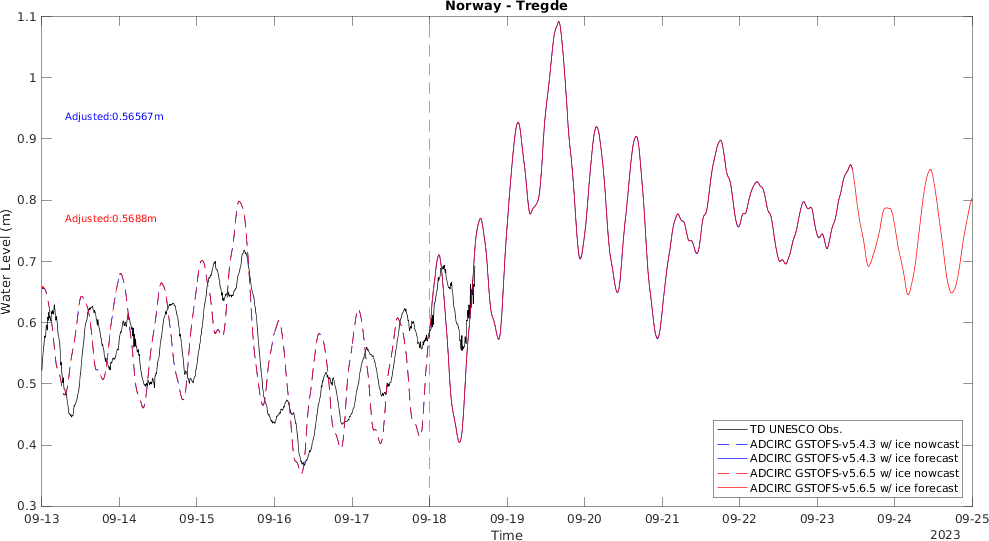 Norway - Tregde
1.1
1
0.9
0.8
0.7
0.6
0.5
0.4
0.3
Water Level (m)
Adjusted:0.56567m
Adjusted:0.5688m
TD UNESCO Obs.
ADCIRC GSTOFS-v5.4.3 w/ ice nowcast
ADCIRC GSTOFS-v5.4.3 w/ ice forecast
ADCIRC GSTOFS-v5.6.5 w/ ice nowcast
ADCIRC GSTOFS-v5.6.5 w/ ice forecast
09-13 09-14 09-15 09-16 09-17 09-18 09-19 09-20 09-21 09-22 09-23 09-24 09-25
Time
2023